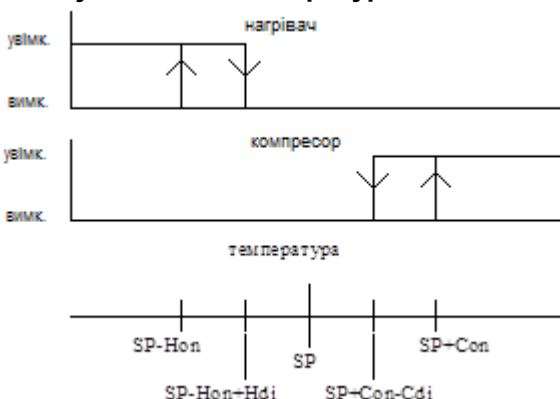 нагрівач
увімк.
вимк.
компресор
увімк.
вимк.
температура
SP-Hon
SP
SP+Con
SP-Hon+Hdi
SP+Con-Cdi